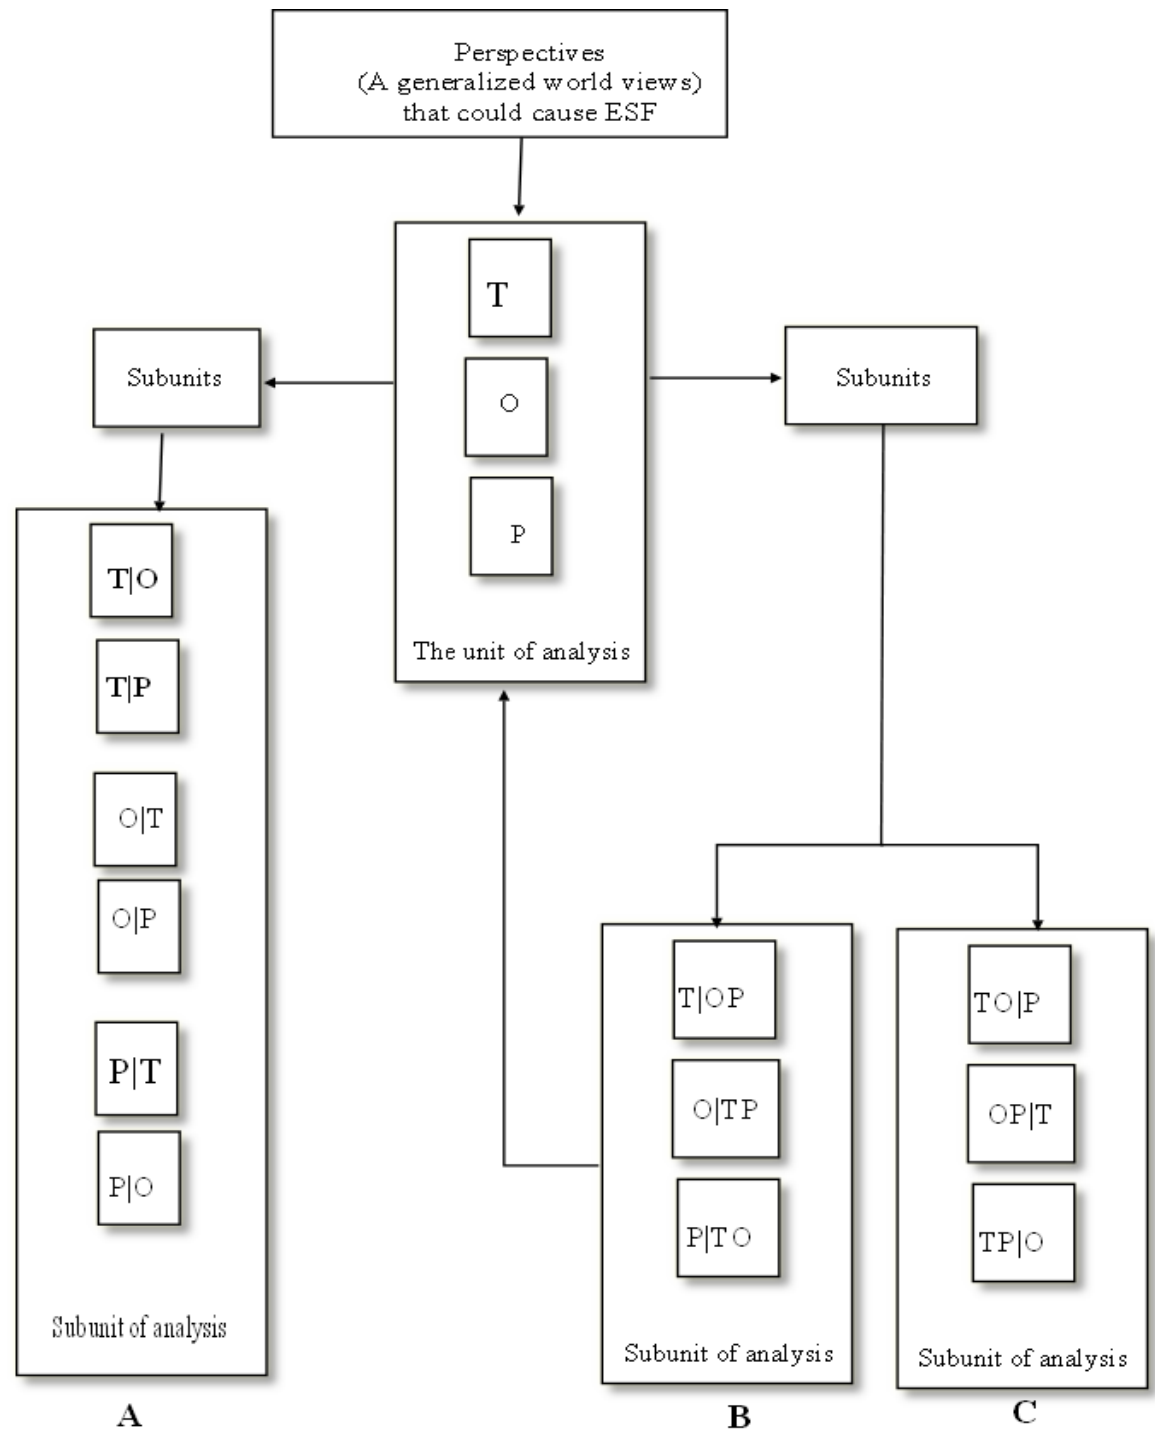 Perspectives
(A generalized world views)
that could cause ESF
T
O
P
The unit of analysis
Subunits
Subunits
T|O
T|P
O|T
O|P
P|T
P|O
Subunit of analysis
A
T|OP
O|TP
P|TO
Subunit of analysis
B
TO|P
OP|T
TP|O
Subunit of analysis
C